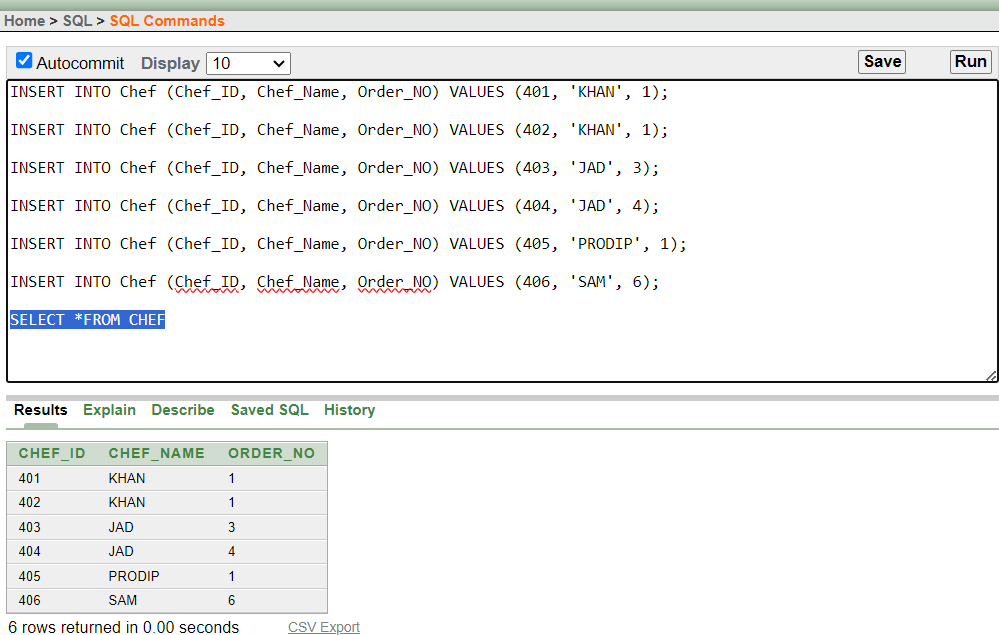 Home > SQL > SQL Commands
Autocommit Display 10 Save Run
INSERT INTO Chef (Chef_ID, Chef_Name, Order_NO) VALUES (401, 'KHAN', 1);
INSERT INTO Chef (Chef_ID, Chef_Name, Order_NO) VALUES (402, 'KHAN', 1);
INSERT INTO Chef (Chef_ID, Chef_Name, Order_NO) VALUES (403, 'JAD', 3);
INSERT INTO Chef (Chef_ID, Chef_Name, Order_NO) VALUES (404, 'JAD', 4);
INSERT INTO Chef (Chef_ID, Chef_Name, Order_NO) VALUES (405, 'PRODIP', 1);
INSERT INTO Chef (Chef_ID, Chef_Name, Order_NO) VALUES (406, 'SAM', 6);
SELECT *FROM CHEF
Results Explain Describe Saved SQL History
CHEF_ID CHEF_NAME ORDER_NO
401 KHAN 1
402 KHAN 1
403 JAD 3
404 JAD 4
405 PRODIP 1
406 SAM 6
6 rows returned in 0.00 seconds CSV Export